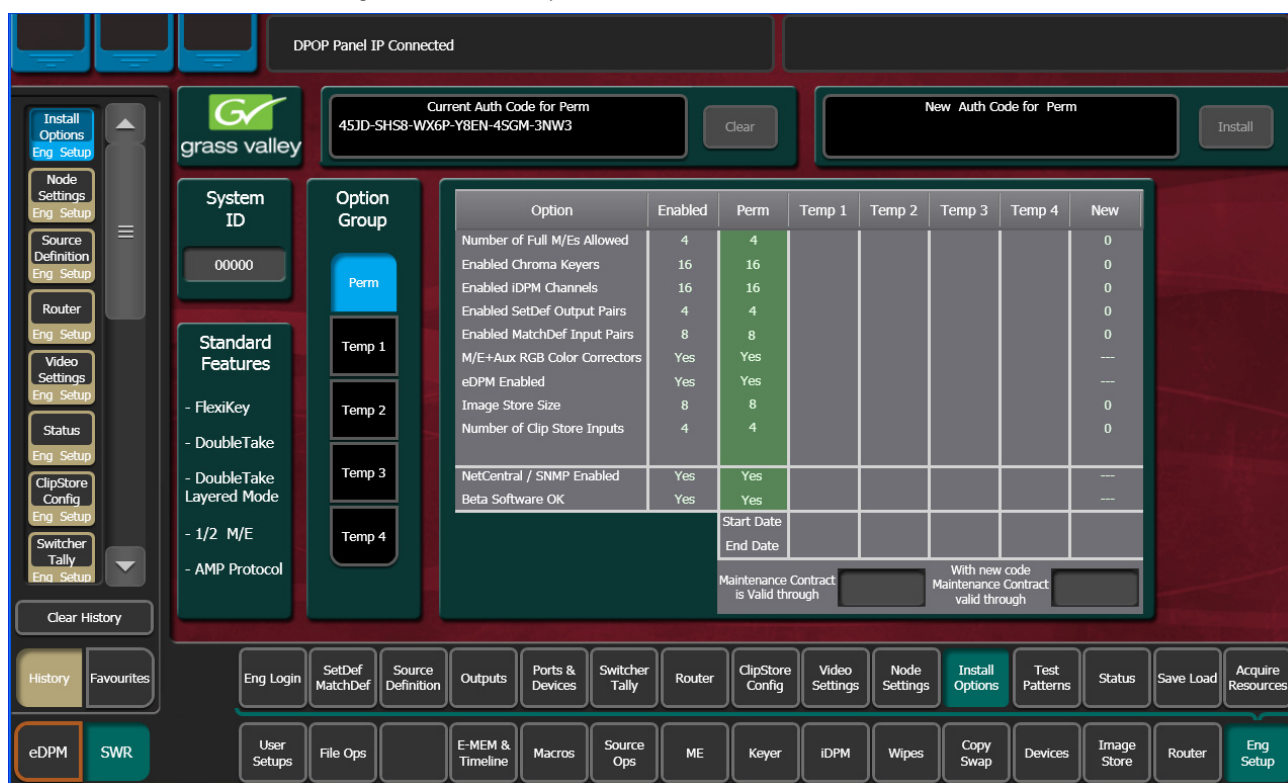 DPOP Panel IP Connected
Install
Options
Eng Setup
Node
Settings
Eng Setup
Source
Definition
Eng Setup
Router
Eng Setup
Video
Settings
Eng Setup
Status
Eng Setup
ClipStore
Config
Eng Setup
Switcher
Tally
Eng Setup
Clear History
History
Favourites
eDPM
SWR
grass valley
Current Auth Code for Perm
45JD-SHS8-WX6P-Y8EN-4SGM-3NW3
Clear
New Auth Code for Perm
Install
System
ID
00000
Standard
Features
- FlexiKey
- DoubleTake
- DoubleTake
Layered Mode
- 1/2 M/E
- AMP Protocol
Option
Group
Perm
Temp 1
Temp 2
Temp 3
Temp 4
Option Enabled Perm Temp 1 Temp 2 Temp 3 Temp 4 New
Number of Full M/Es Allowed 4 4 0
Enabled Chroma Keyers 16 16 0
Enabled iDPM Channels 16 16 0
Enabled SetDef Output Pairs 4 4 0
Enabled MatchDef Input Pairs 8 8 0
M/E+Aux RGB Color Correctors Yes Yes ---
eDPM Enabled Yes Yes ---
Image Store Size 8 8 0
Number of Clip Store Inputs 4 4 0
NetCentral / SNMP Enabled Yes Yes ---
Beta Software OK Yes Yes ---
Start Date
End Date
Maintenance Contract
is Valid through
With new code
Maintenance Contract
valid through
Eng Login
SetDef
MatchDef
Source
Definition
Outputs
Ports &
Devices
Switcher
Tally
Router
ClipStore
Config
Video
Settings
Node
Settings
Install
Options
Test
Patterns
Status
Save Load
Acquire
Resources
User
Setups
File Ops
E-MEM &
Timeline
Macros
Source
Ops
ME
Keyer
iDPM
Wipes
Copy
Swap
Devices
Image
Store
Router
Eng
Setup